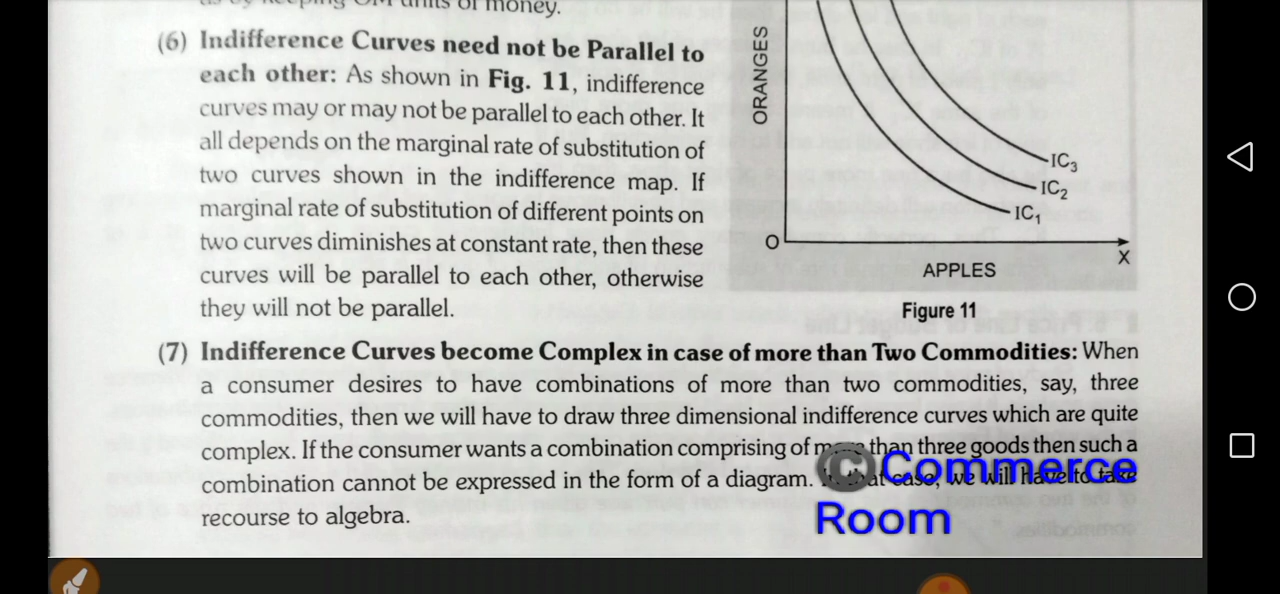 units of money.
(6) Indifference Curves need not be Parallel to
each other: As shown in Fig. 11, indifference
curves may or may not be parallel to each other. It
all depends on the marginal rate of substitution of
two curves shown in the indifference map. If
marginal rate of substitution of different points on
two curves diminishes at constant rate, then these
curves will be parallel to each other, otherwise
they will not be parallel.
ORANGES
IC3
IC2
IC1
O
X
APPLES
Figure 11
(7) Indifference Curves become Complex in case of more than Two Commodities: When
a consumer desires to have combinations of more than two commodities, say, three
commodities, then we will have to draw three dimensional indifference curves which are quite
complex. If the consumer wants a combination comprising of than three goods then such a
combination cannot be expressed in the form of a diagram. case, we will have to take
recourse to algebra.
© Commerce
Room